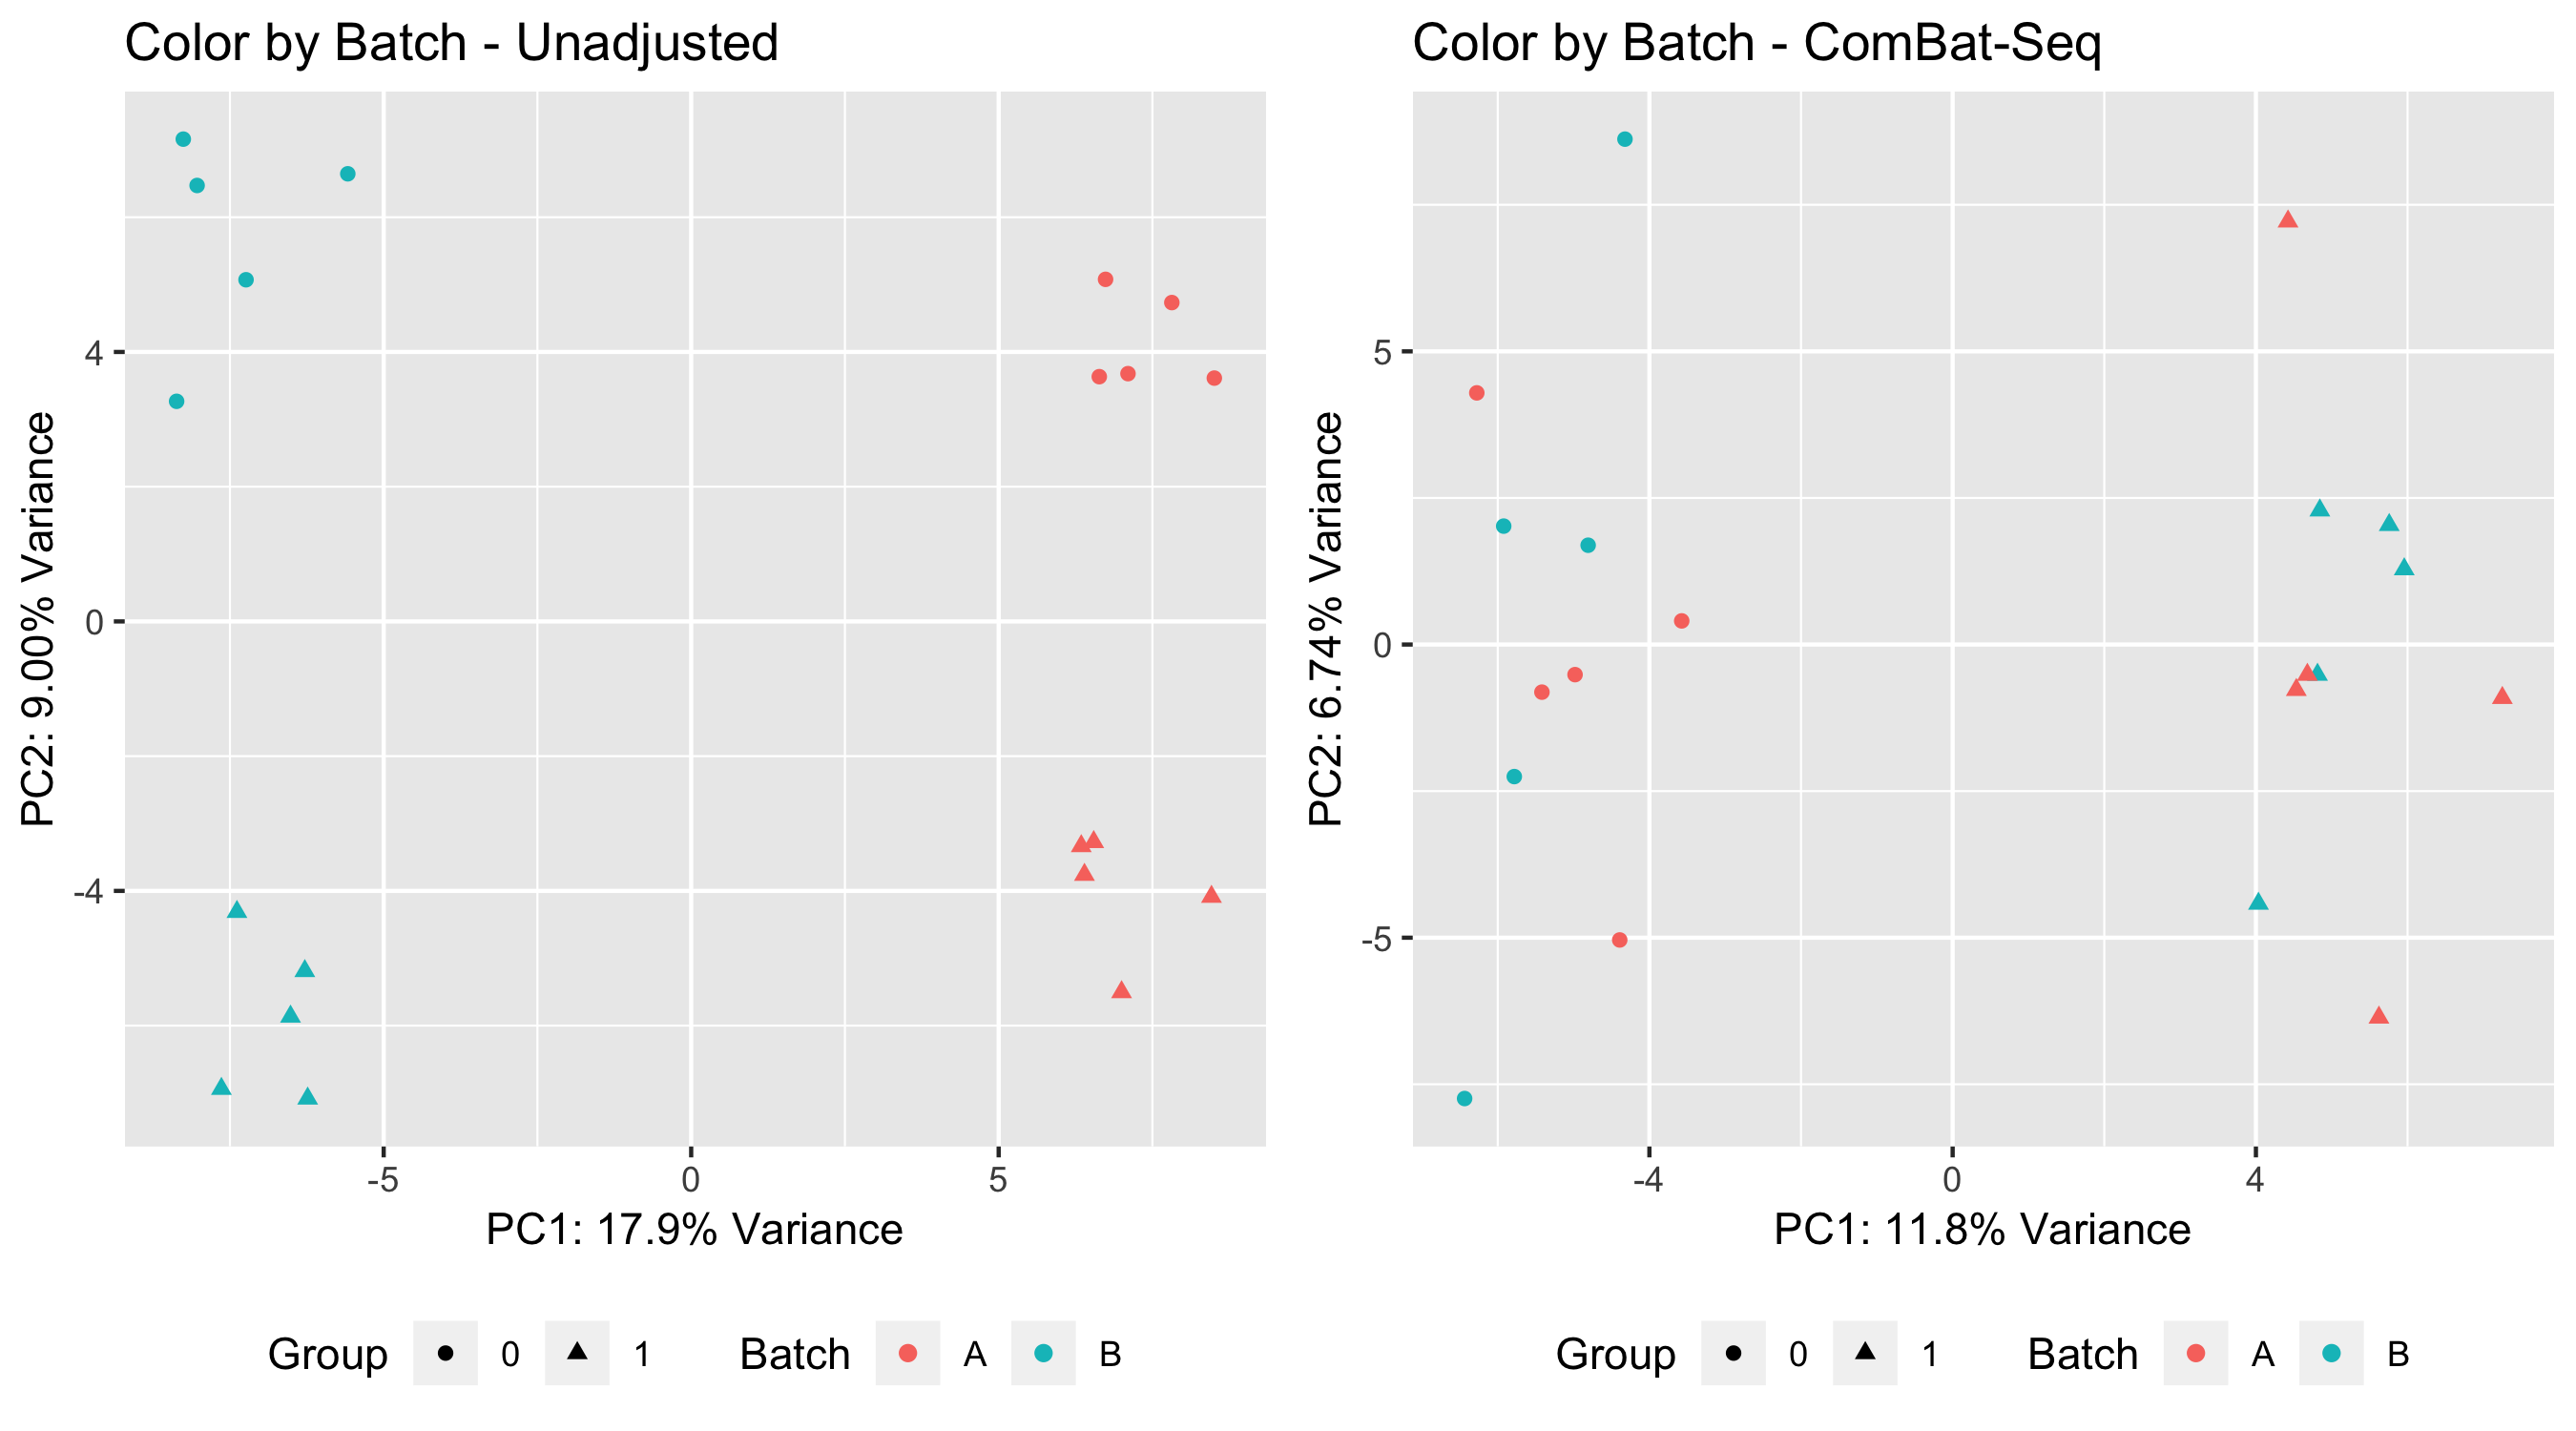 Color by Batch - Unadjusted
PC2: 9.00% Variance
4
0
-4
-5 0 5
PC1: 17.9% Variance
Group 0 1 Batch A B
Color by Batch - ComBat-Seq
PC2: 6.74% Variance
5
0
-5
-4 0 4
PC1: 11.8% Variance
Group 0 1 Batch A B